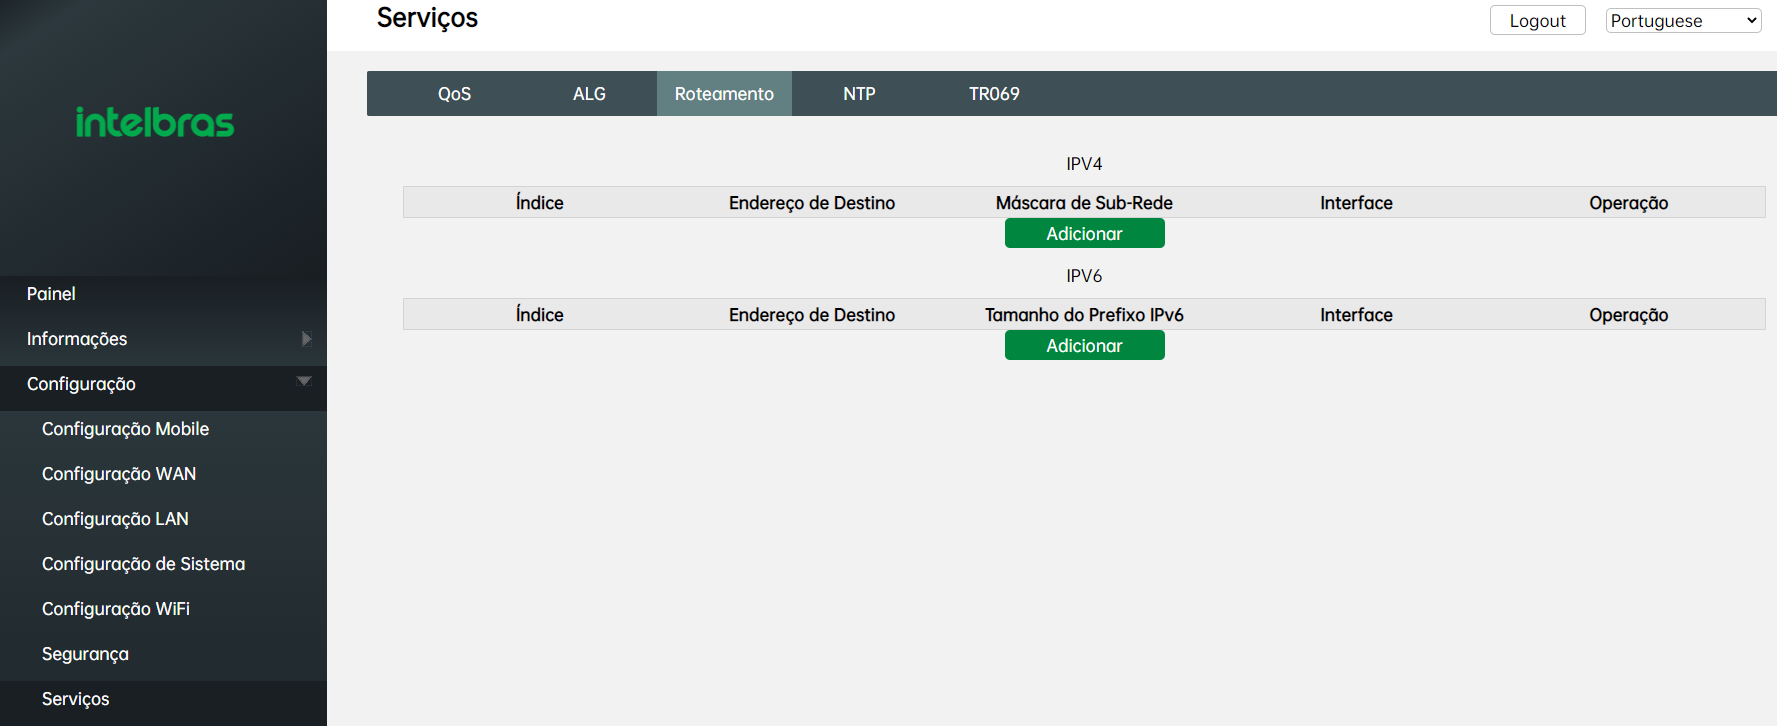 Serviços
Logout
Portuguese
intelbras
QoS ALG Roteamento NTP TR069
Painel
Informações
Configuração
Configuração Mobile
Configuração WAN
Configuração LAN
Configuração de Sistema
Configuração WiFi
Segurança
Serviços
IPV4
Índice Endereço de Destino Máscara de Sub-Rede Interface Operação
Adicionar
IPV6
Índice Endereço de Destino Tamanho do Prefixo IPv6 Interface Operação
Adicionar